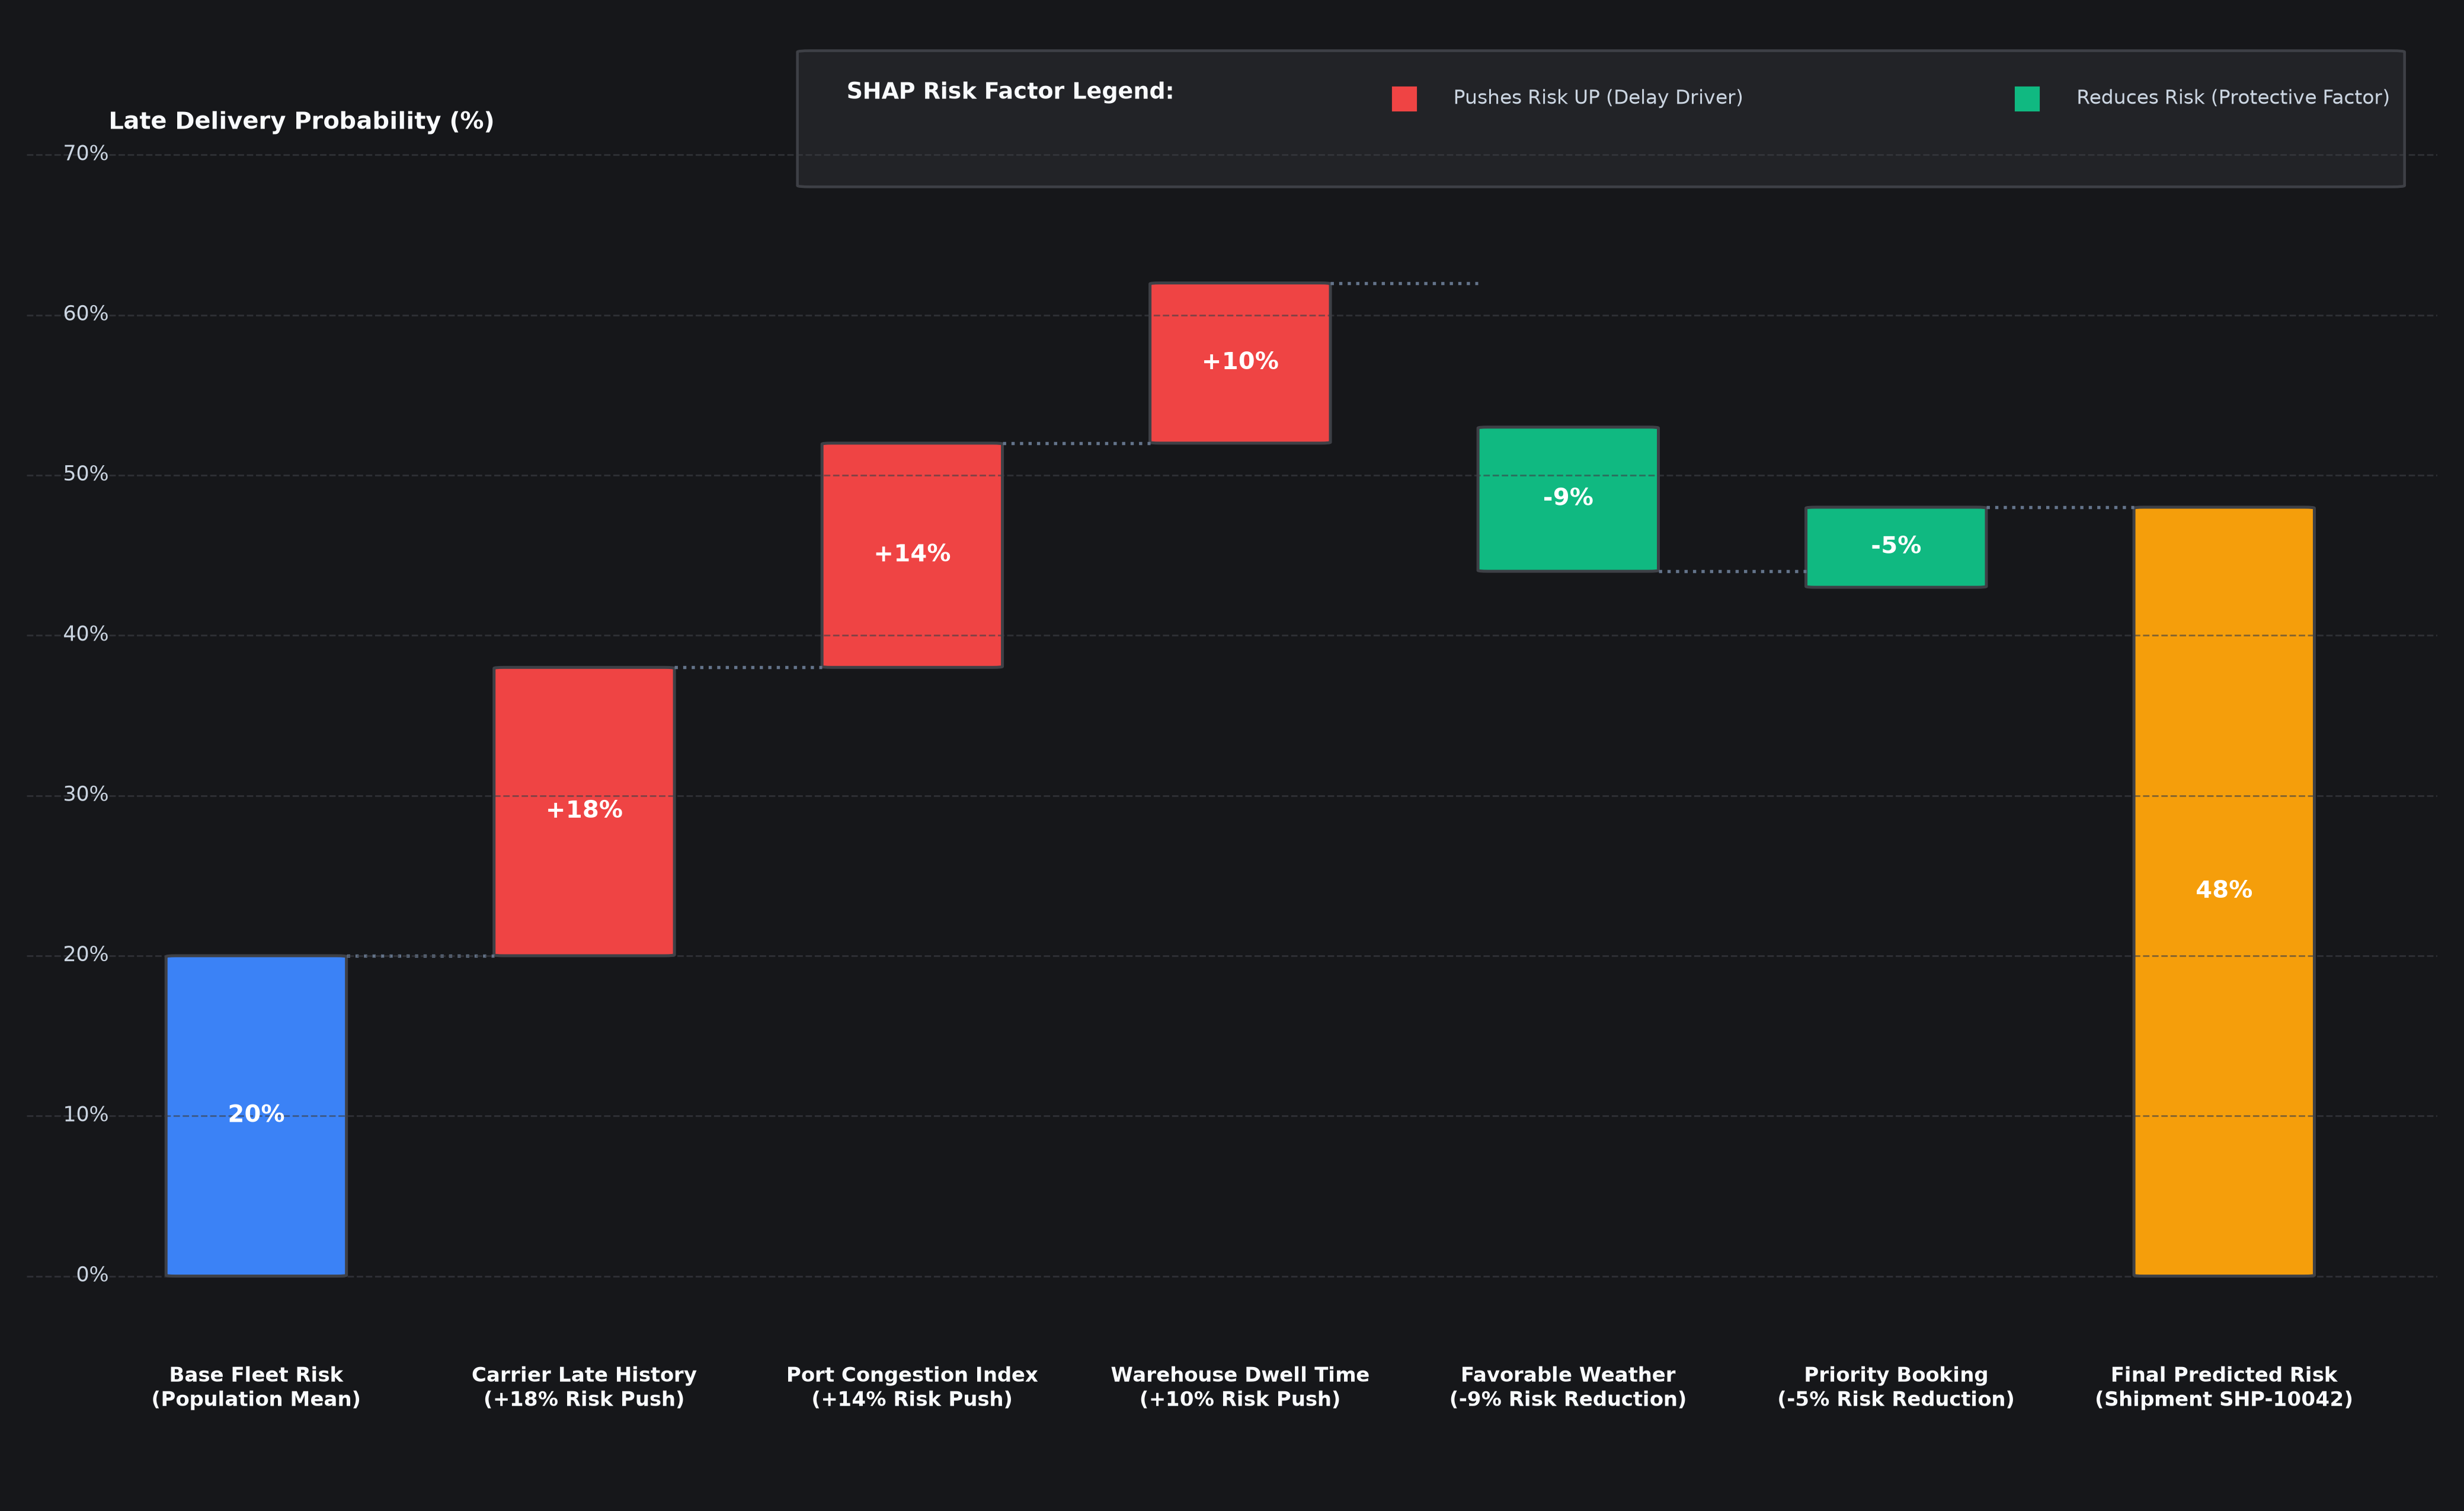 SHAP Risk Factor Legend:
Pushes Risk UP (Delay Driver)
Reduces Risk (Protective Factor)
Late Delivery Probability (%)
70%
60%
50%
40%
30%
20%
10%
0%
20%
+18%
+14%
+10%
-9%
-5%
48%
Base Fleet Risk
(Population Mean)
Carrier Late History
(+18% Risk Push)
Port Congestion Index
(+14% Risk Push)
Warehouse Dwell Time
(+10% Risk Push)
Favorable Weather
(-9% Risk Reduction)
Priority Booking
(-5% Risk Reduction)
Final Predicted Risk
(Shipment SHP-10042)